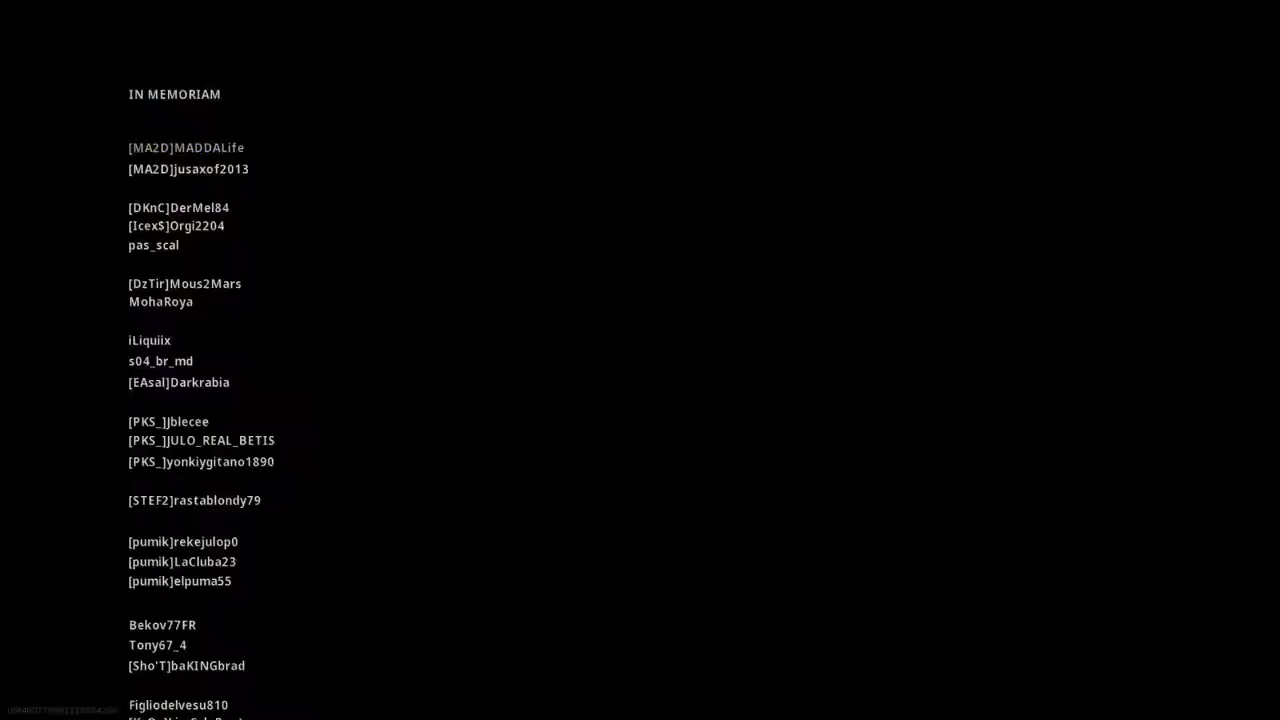 IN MEMORIAM
[MA2D]MADDALife
[MA2D]jusaxof2013
[DKnC]DerMel84
[Icex$]Orgi2204
pas_scal
[DzTir]Mous2Mars
MohaRoya
iLiquiix
s04_br_md
[EAsal]Darkrabia
[PKS_]Jblecee
[PKS_]JULO_REAL_BETIS
[PKS_]yonkiygitano1890
[STEF2]rastablondy79
[pumik]rekejulop0
[pumik]LaCluba23
[pumik]elpuma55
Bekov77FR
Tony67_4
[Sho'T]baKINGbrad
Figliodelvesu810